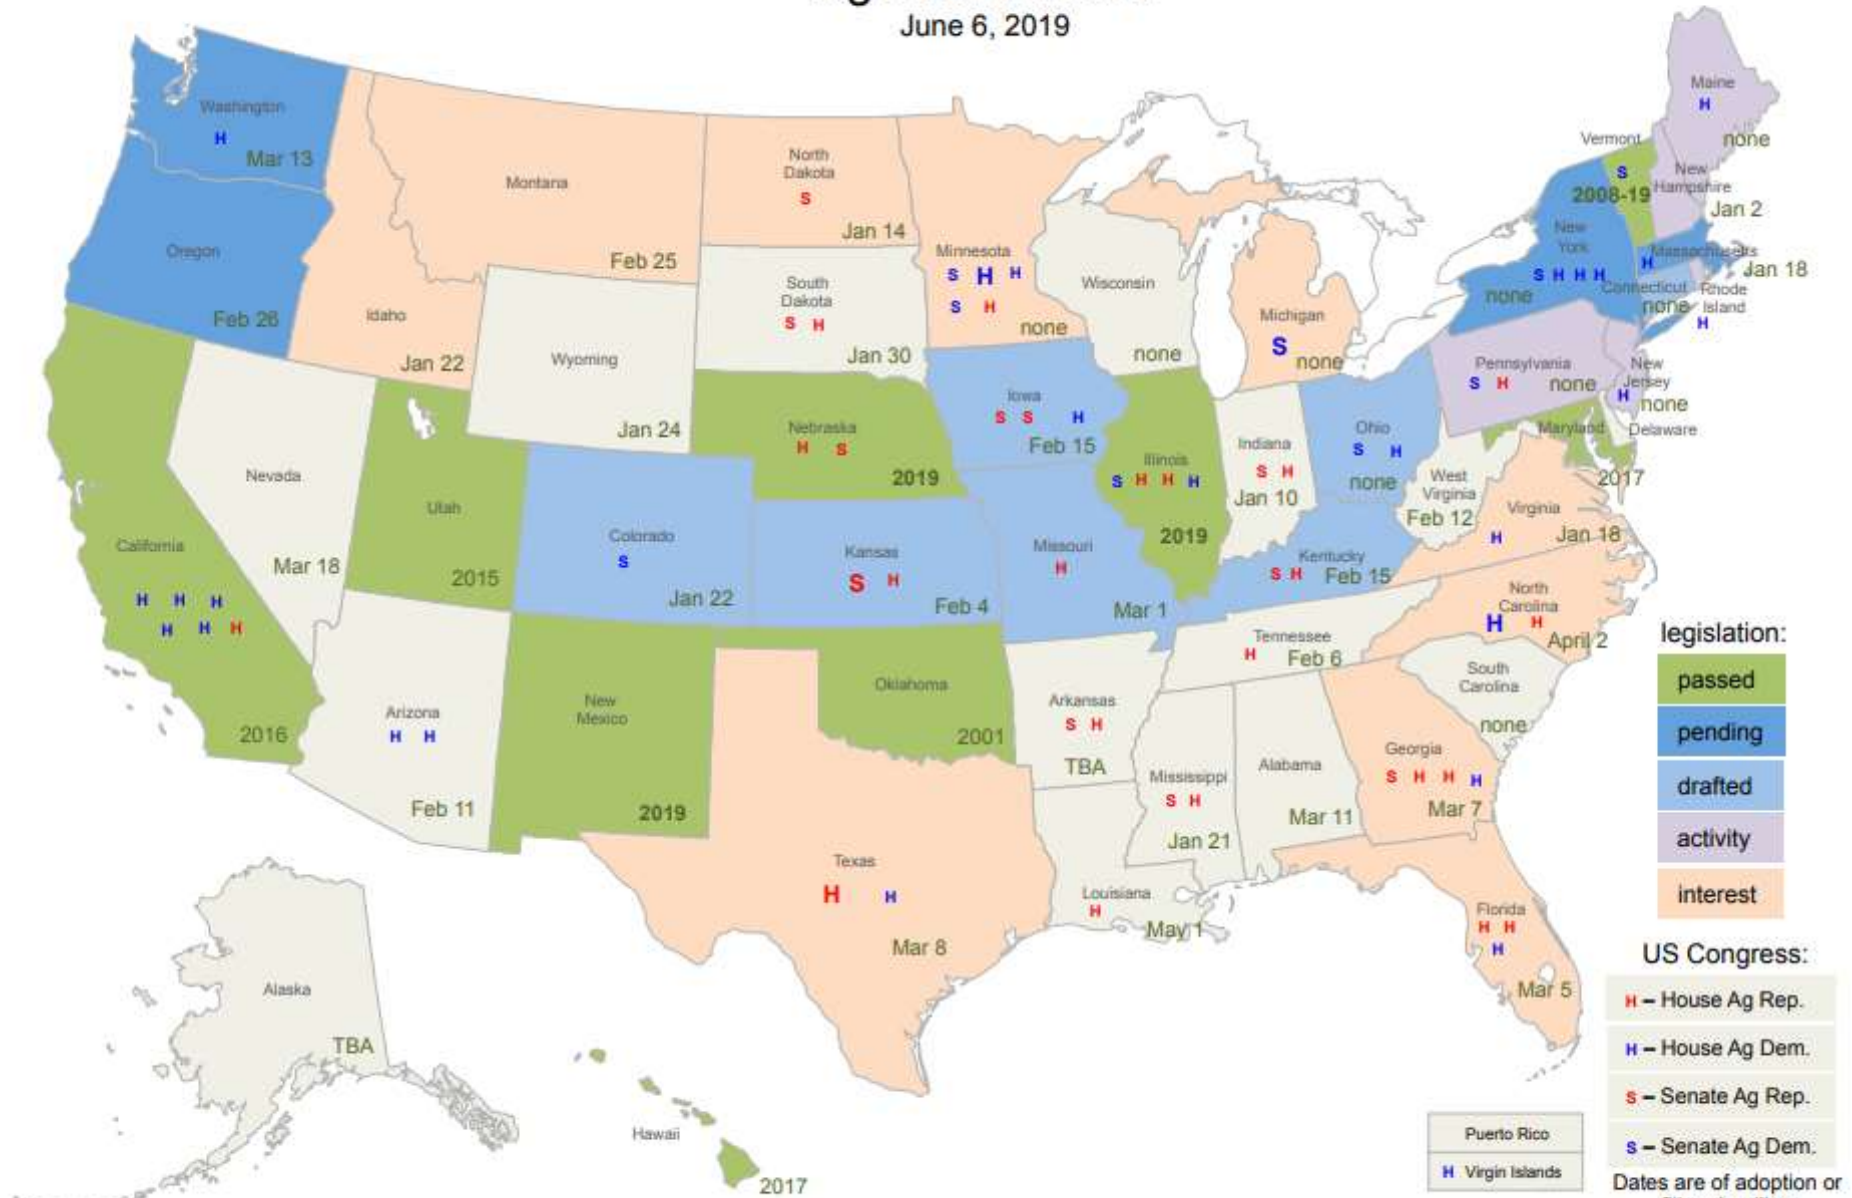 June 6, 2019
Washington
H
Mar 13
Oregon
Feb 26
Idaho
Jan 22
Montana
Feb 25
North
Dakota
S
Jan 14
South
Dakota
S H
Jan 30
Wyoming
Jan 24
Nebraska
H S
2019
Minnesota
S H H
S H
none
Wisconsin
none
Michigan
S
none
Iowa
S S H
Feb 15
Illinois
S H H H
2019
Indiana
S H
Jan 10
Ohio
S H
none
Pennsylvania
S H
none
New
York
S H H H
none
Vermont
S
2008-19
Maine
H
none
New
Hampshire
Jan 2
Massachusetts
H
Jan 18
Connecticut
none
Rhode
Island
H
New
Jersey
H
none
Delaware
Maryland
2017
West
Virginia
Feb 12
Virginia
H
Jan 18
Kentucky
S H
Feb 15
North
Carolina
H H
April 2
Tennessee
H
Feb 6
South
Carolina
none
Georgia
S H H H
Mar 7
Florida
H H
H
Mar 5
Alabama
Mar 11
Mississippi
S H
Jan 21
Louisiana
H
May 1
Arkansas
S H
TBA
Missouri
H
Mar 1
Kansas
S H
Feb 4
Oklahoma
2001
Texas
H H
Mar 8
Colorado
S
Jan 22
New
Mexico
2019
Utah
2015
Arizona
H H
Feb 11
Nevada
Mar 18
California
H H H
H H H
2016
Alaska
TBA
Hawaii
2017
legislation:
passed
pending
drafted
activity
interest
US Congress:
H – House Ag Rep.
H – House Ag Dem.
S – Senate Ag Rep.
S – Senate Ag Dem.
Puerto Rico
H Virgin Islands
Dates are of adoption or